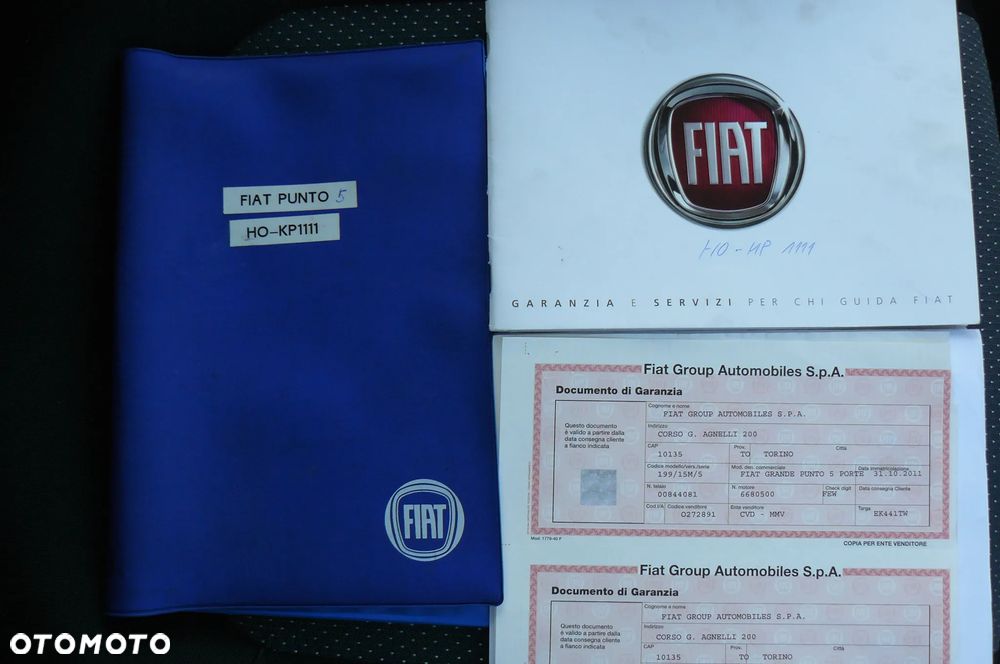 FIAT PUNTO 5
HO-KP1111
FIAT
FIAT
HO-KP 1111
GARANZIA E SERVIZI PER CHI GUIDA FIAT
Fiat Group Automobiles S.p.A.
Documento di Garanzia
Questo documento
è valido a partire dalla
data consegna cliente
a fianco indicata
Cognome e nome
FIAT GROUP AUTOMOBILES S.P.A.
Indirizzo
CORSO G. AGNELLI 200
CAP Prov. Città
10135 TO TORINO
Codice modello/vers./serie Mod. den. commerciale Data immatricolazione
199/15M/5 FIAT GRANDE PUNTO 5 PORTE 31.10.2011
N. telaio N. motore Check digit Data consegna Cliente
00844081 6680500 FEW
Cod.I/A Codice venditore Ente venditore Targa
0272891 CVD - MMV EK441TW
Mod. 1779-40 F
COPIA PER ENTE VENDITORE
Fiat Group Automobiles S.p.A.
Documento di Garanzia
Questo documento
è valido a partire dalla
data consegna cliente
a fianco indicata
Cognome e nome
FIAT GROUP AUTOMOBILES S.P.A.
Indirizzo
CORSO G. AGNELLI 200
CAP Prov. Città
10135 TO TORINO
OTOMOTO